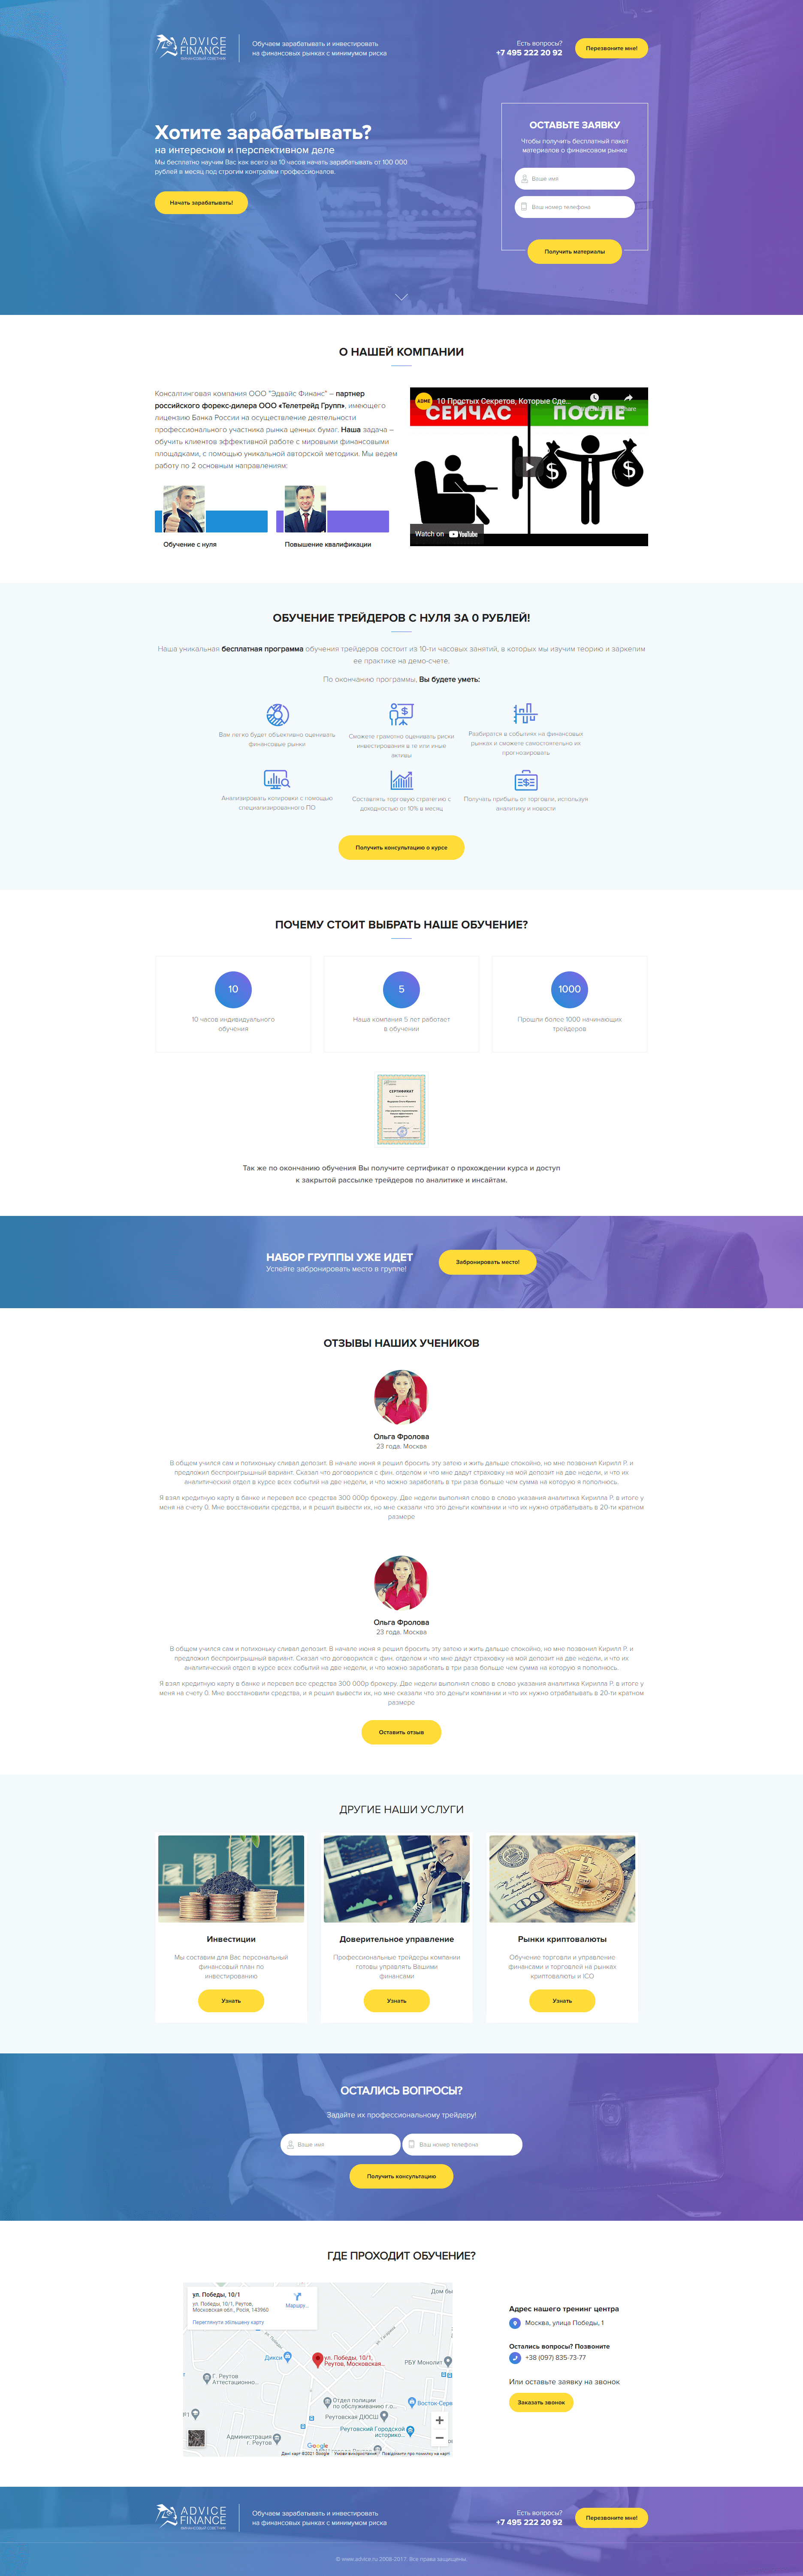 ADVICE
FINANCE
ФИНАНСОВЫЙ СОВЕТНИК
Обучаем зарабатывать и инвестировать
на финансовых рынках с минимумом риска
Есть вопросы?
+7 495 222 20 92
Перезвоните мне!
Хотите зарабатывать?
на интересном и перспективном деле
Мы бесплатно научим Вас как всего за 10 часов начать зарабатывать от 100 000
рублей в месяц под строгим контролем профессионалов.
Начать зарабатывать!
ОСТАВЬТЕ ЗАЯВКУ
Чтобы получить бесплатный пакет
материалов о финансовом рынке
Ваше имя
Ваш номер телефона
Получить материалы
О НАШЕЙ КОМПАНИИ
Консалтинговая компания ООО "Эдвайс Финанс" – партнер
российского форекс-дилера ООО «Телетрейд Групп», имеющего
лицензию Банка России на осуществление деятельности
профессионального участника рынка ценных бумаг. Наша задача –
обучить клиентов эффективной работе с мировыми финансовыми
площадками, с помощью уникальной авторской методики. Мы ведем
работу по 2 основным направлениям:
Обучение с нуля
Повышение квалификации
ADME
10 Простых Секретов, Которые Сде...
СЕЙЧАС
ПОСЛЕ
Watch on YouTube
ОБУЧЕНИЕ ТРЕЙДЕРОВ С НУЛЯ ЗА 0 РУБЛЕЙ!
Наша уникальная бесплатная программа обучения трейдеров состоит из 10-ти часовых занятий, в которых мы изучим теорию и закрепим
ее практике на демо-счете.
По окончанию программы, Вы будете уметь:
Вам легко будет объективно оценивать
финансовые рынки
Сможете грамотно оценивать риски
инвестирования в те или иные
активы
Разбирается в событиях на финансовых
рынках и сможете самостоятельно их
прогнозировать
Анализировать котировки с помощью
специализированного ПО
Составлять торговую стратегию с
доходностью от 10% в месяц
Получать прибыль от торговли, используя
аналитику и новости
Получить консультацию о курсе
ПОЧЕМУ СТОИТ ВЫБРАТЬ НАШЕ ОБУЧЕНИЕ?
10
10 часов индивидуального
обучения
5
Наша компания 5 лет работает
в обучении
1000
Прошли более 1000 начинающих
трейдеров
СЕРТИФИКАТ
Так же по окончанию обучения Вы получите сертификат о прохождении курса и доступ
к закрытой рассылке трейдеров по аналитике и инсайтам.
НАБОР ГРУППЫ УЖЕ ИДЕТ
Успейте забронировать место в группе!
Забронировать место!
ОТЗЫВЫ НАШИХ УЧЕНИКОВ
Ольга Фролова
23 года. Москва
В общем учился сам и потихоньку сливал депозит. В начале июня я решил бросить эту затею и жить дальше спокойно, но мне позвонил Кирилл Р. и
предложил беспроигрышный вариант. Сказал что договорился с фин. отделом и что мне дадут страховку на мой депозит на две недели, и что их
аналитический отдел в курсе всех событий на две недели, и что можно заработать в три раза больше чем сумма на которую я пополнюсь.
Я взял кредитную карту в банке и перевел все средства 300 000р брокеру. Две недели выполнял слово в слово указания аналитика Кирилла Р. в итоге у
меня на счету 0. Мне восстановили средства, и я решил вывести их, но мне сказали что это деньги компании и что их нужно отрабатывать в 20-ти кратном
размере
Ольга Фролова
23 года. Москва
В общем учился сам и потихоньку сливал депозит. В начале июня я решил бросить эту затею и жить дальше спокойно, но мне позвонил Кирилл Р. и
предложил беспроигрышный вариант. Сказал что договорился с фин. отделом и что мне дадут страховку на мой депозит на две недели, и что их
аналитический отдел в курсе всех событий на две недели, и что можно заработать в три раза больше чем сумма на которую я пополнюсь.
Я взял кредитную карту в банке и перевел все средства 300 000р брокеру. Две недели выполнял слово в слово указания аналитика Кирилла Р. в итоге у
меня на счету 0. Мне восстановили средства, и я решил вывести их, но мне сказали что это деньги компании и что их нужно отрабатывать в 20-ти кратном
размере
Оставить отзыв
ДРУГИЕ НАШИ УСЛУГИ
Инвестиции
Мы составим для Вас персональный
финансовый план по
инвестированию
Узнать
Доверительное управление
Профессиональные трейдеры компании
готовы управлять Вашими
финансами
Узнать
Рынки криптовалюты
Обучение торговли и управление
финансами и торговлей на рынках
криптовалюты и ICO
Узнать
ОСТАЛИСЬ ВОПРОСЫ?
Задайте их профессиональному трейдеру!
Ваше имя
Ваш номер телефона
Получить консультацию
ГДЕ ПРОХОДИТ ОБУЧЕНИЕ?
ул. Победы, 10/1
ул. Победы, 10/1, Реутов,
Московская обл., Росія, 143960
Маршру...
Переглянути збільшену карту
Дом бы
Дикси
ул. Победы, 10/1,
Реутов, Московская...
РБУ Монолит
Г. Реутов
Аттестационно...
Отдел полиции
по обслуживанию г.о...
Восток-Серв
Реутовская ДЮСШ
Реутовский Городской
историко...
Администрация
г. Реутов
Google
Дані карт ©2021 Google
Умови використання
Повідомити про помилку на карті
Адрес нашего тренинг центра
Москва, улица Победы, 1
Остались вопросы? Позвоните
+38 (097) 835-73-77
Или оставьте заявку на звонок
Заказать звонок
ADVICE
FINANCE
ФИНАНСОВЫЙ СОВЕТНИК
Обучаем зарабатывать и инвестировать
на финансовых рынках с минимумом риска
Есть вопросы?
+7 495 222 20 92
Перезвоните мне!
© www.advice.ru 2008-2017. Все права защищены.